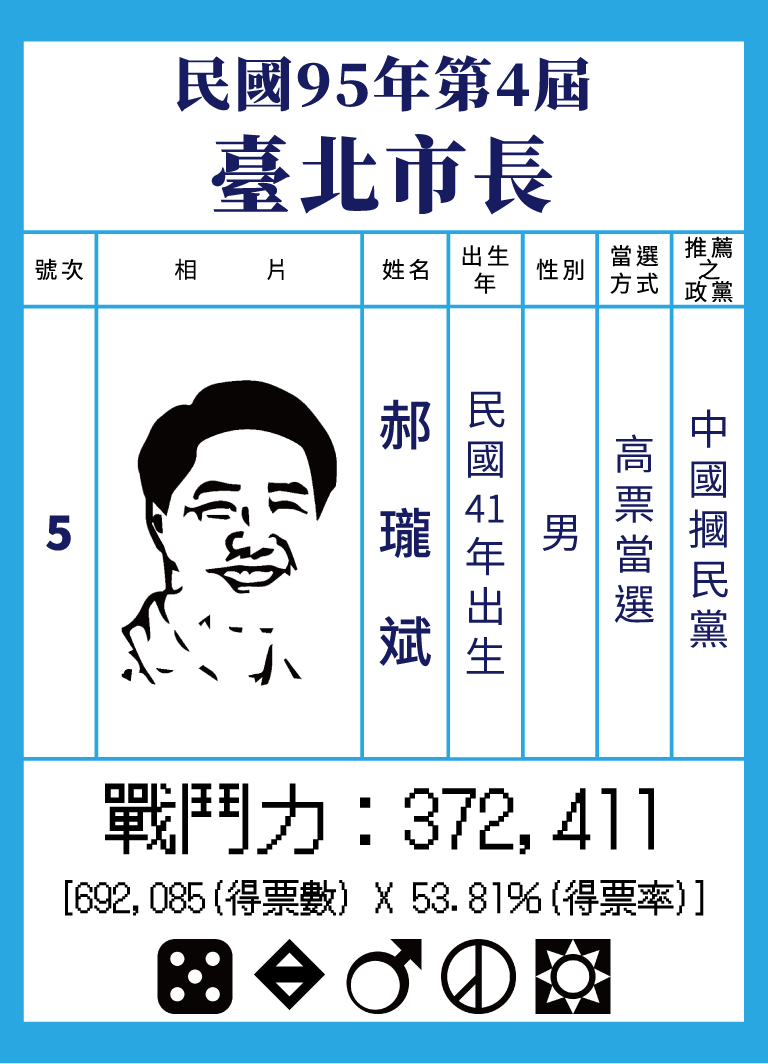 民國95年第4屆
臺北市長
號次
相 片
姓名
出生
年
性別
當選
方式
推薦
之
政黨
5
郝瓏斌
民國41年出生
男
高票當選
中國摑民黨
戰鬥力：372,411
[692,085(得票數) X 53.81%(得票率)]